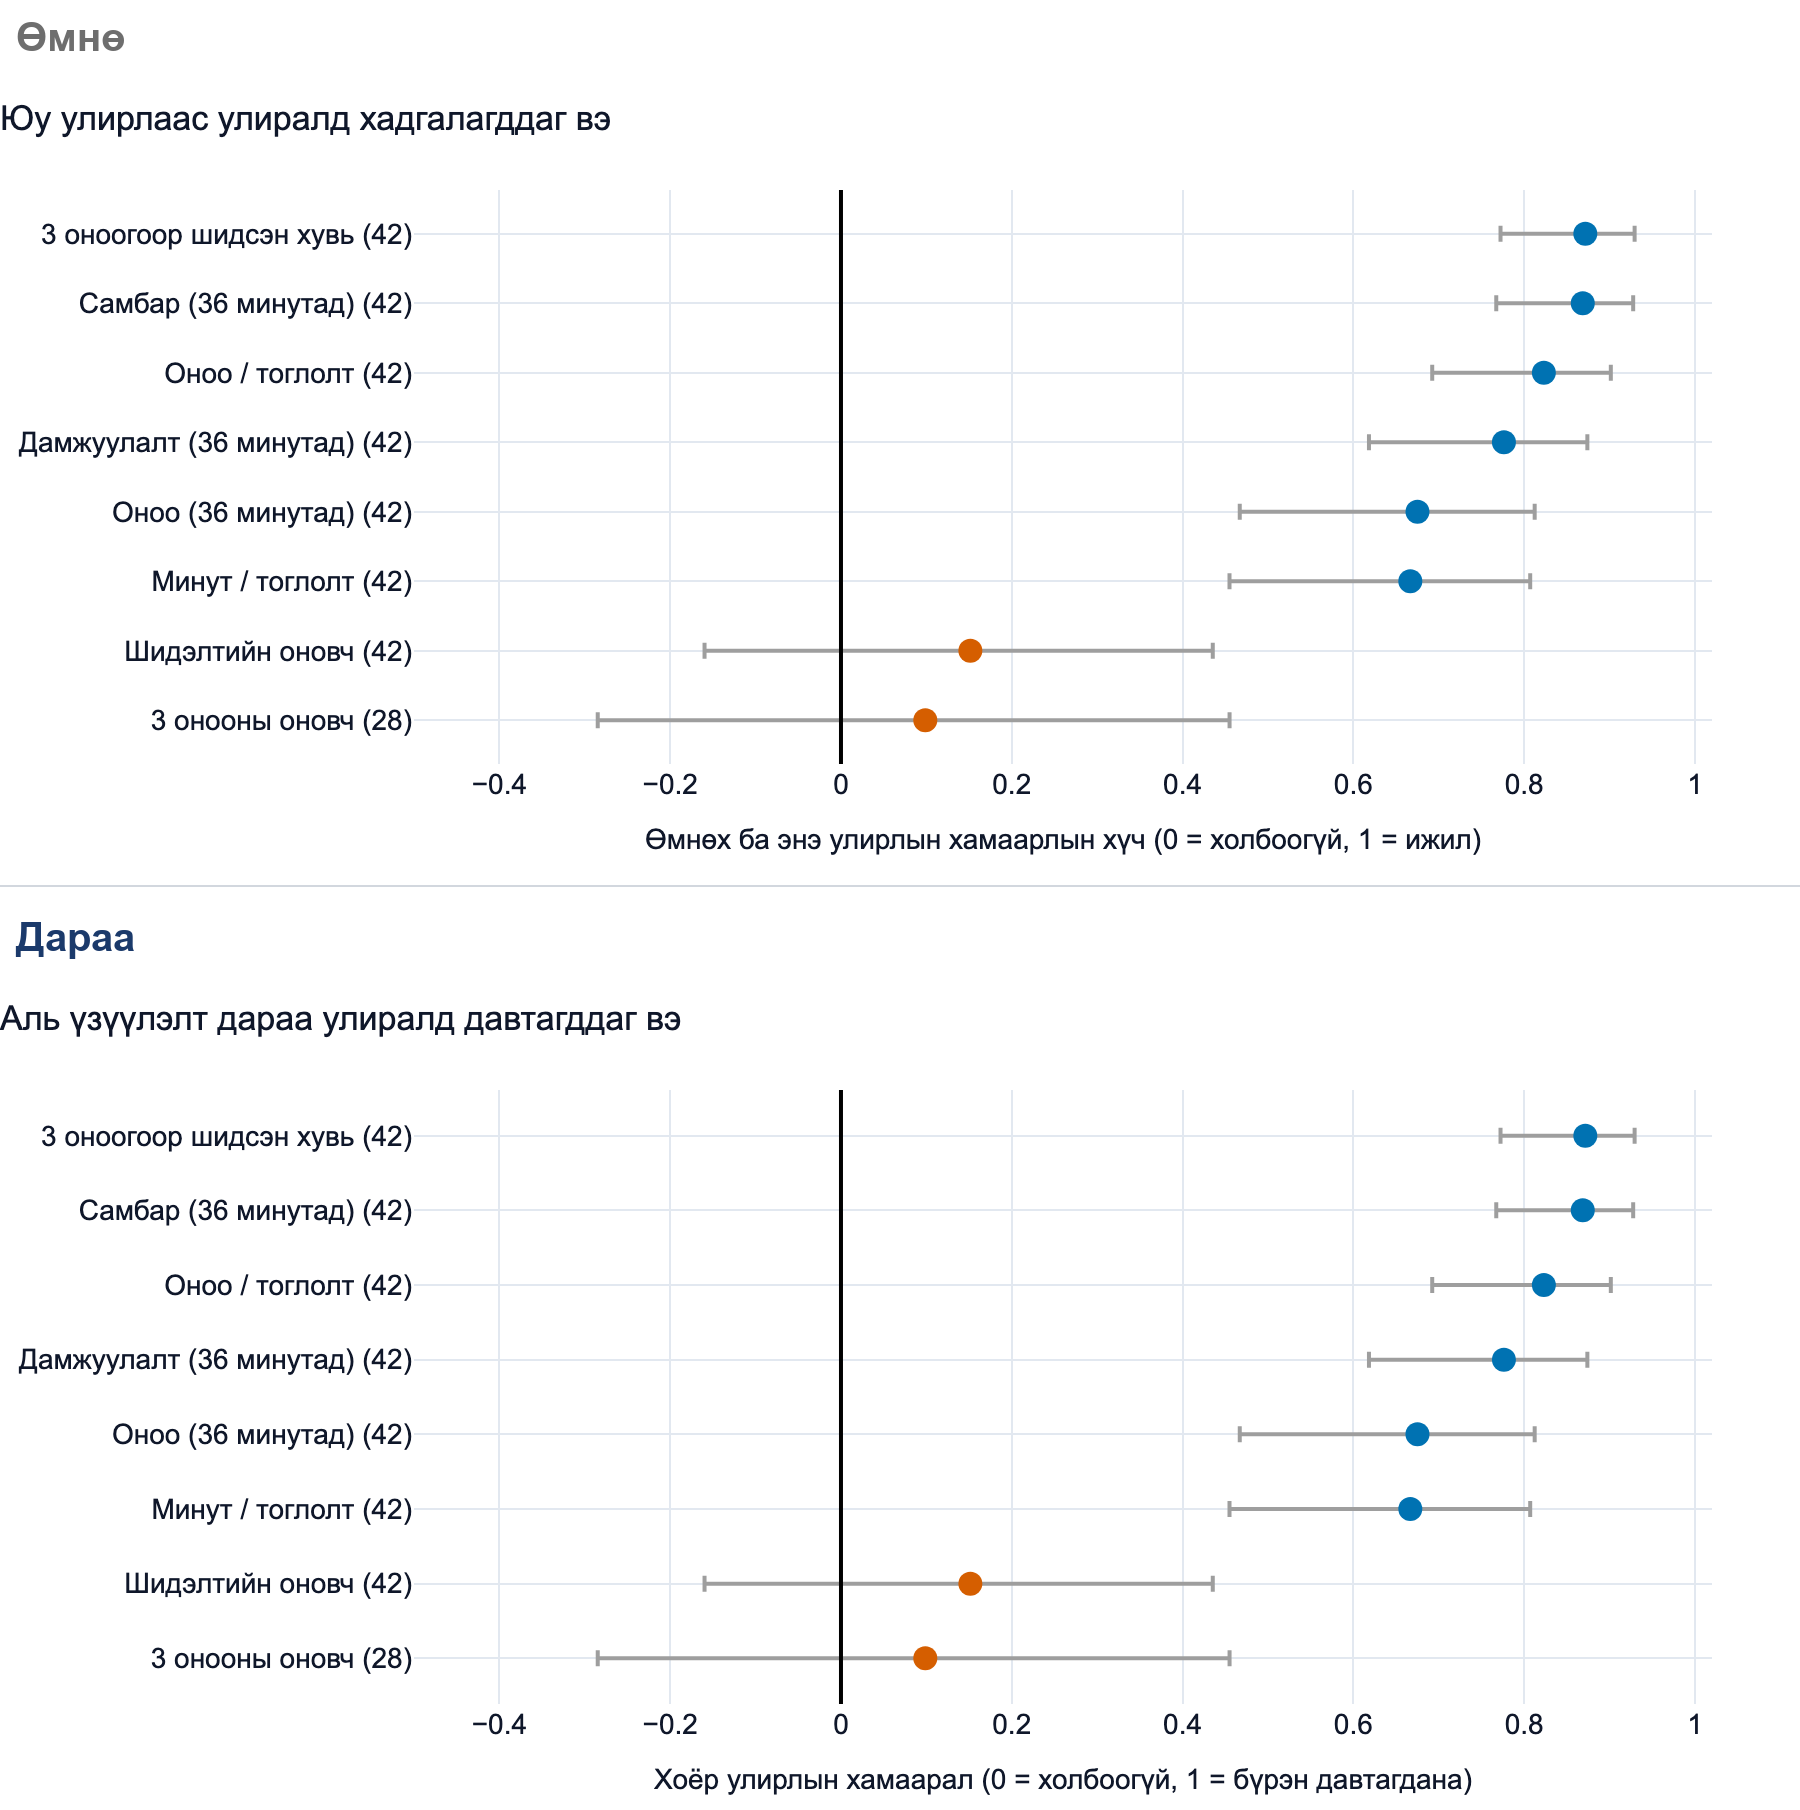 Өмнө
Юу улирлаас улиралд хадгалагддаг вэ
3 оноогоор шидсэн хувь (42)
Самбар (36 минутад) (42)
Оноо / тоглолт (42)
Дамжуулалт (36 минутад) (42)
Оноо (36 минутад) (42)
Минут / тоглолт (42)
Шидэлтийн оновч (42)
3 онооны оновч (28)
−0.4 −0.2 0 0.2 0.4 0.6 0.8 1
Өмнөх ба энэ улирлын хамаарлын хүч (0 = холбоогүй, 1 = ижил)
Дараа
Аль үзүүлэлт дараа улиралд давтагддаг вэ
3 оноогоор шидсэн хувь (42)
Самбар (36 минутад) (42)
Оноо / тоглолт (42)
Дамжуулалт (36 минутад) (42)
Оноо (36 минутад) (42)
Минут / тоглолт (42)
Шидэлтийн оновч (42)
3 онооны оновч (28)
−0.4 −0.2 0 0.2 0.4 0.6 0.8 1
Хоёр улирлын хамаарал (0 = холбоогүй, 1 = бүрэн давтагдана)